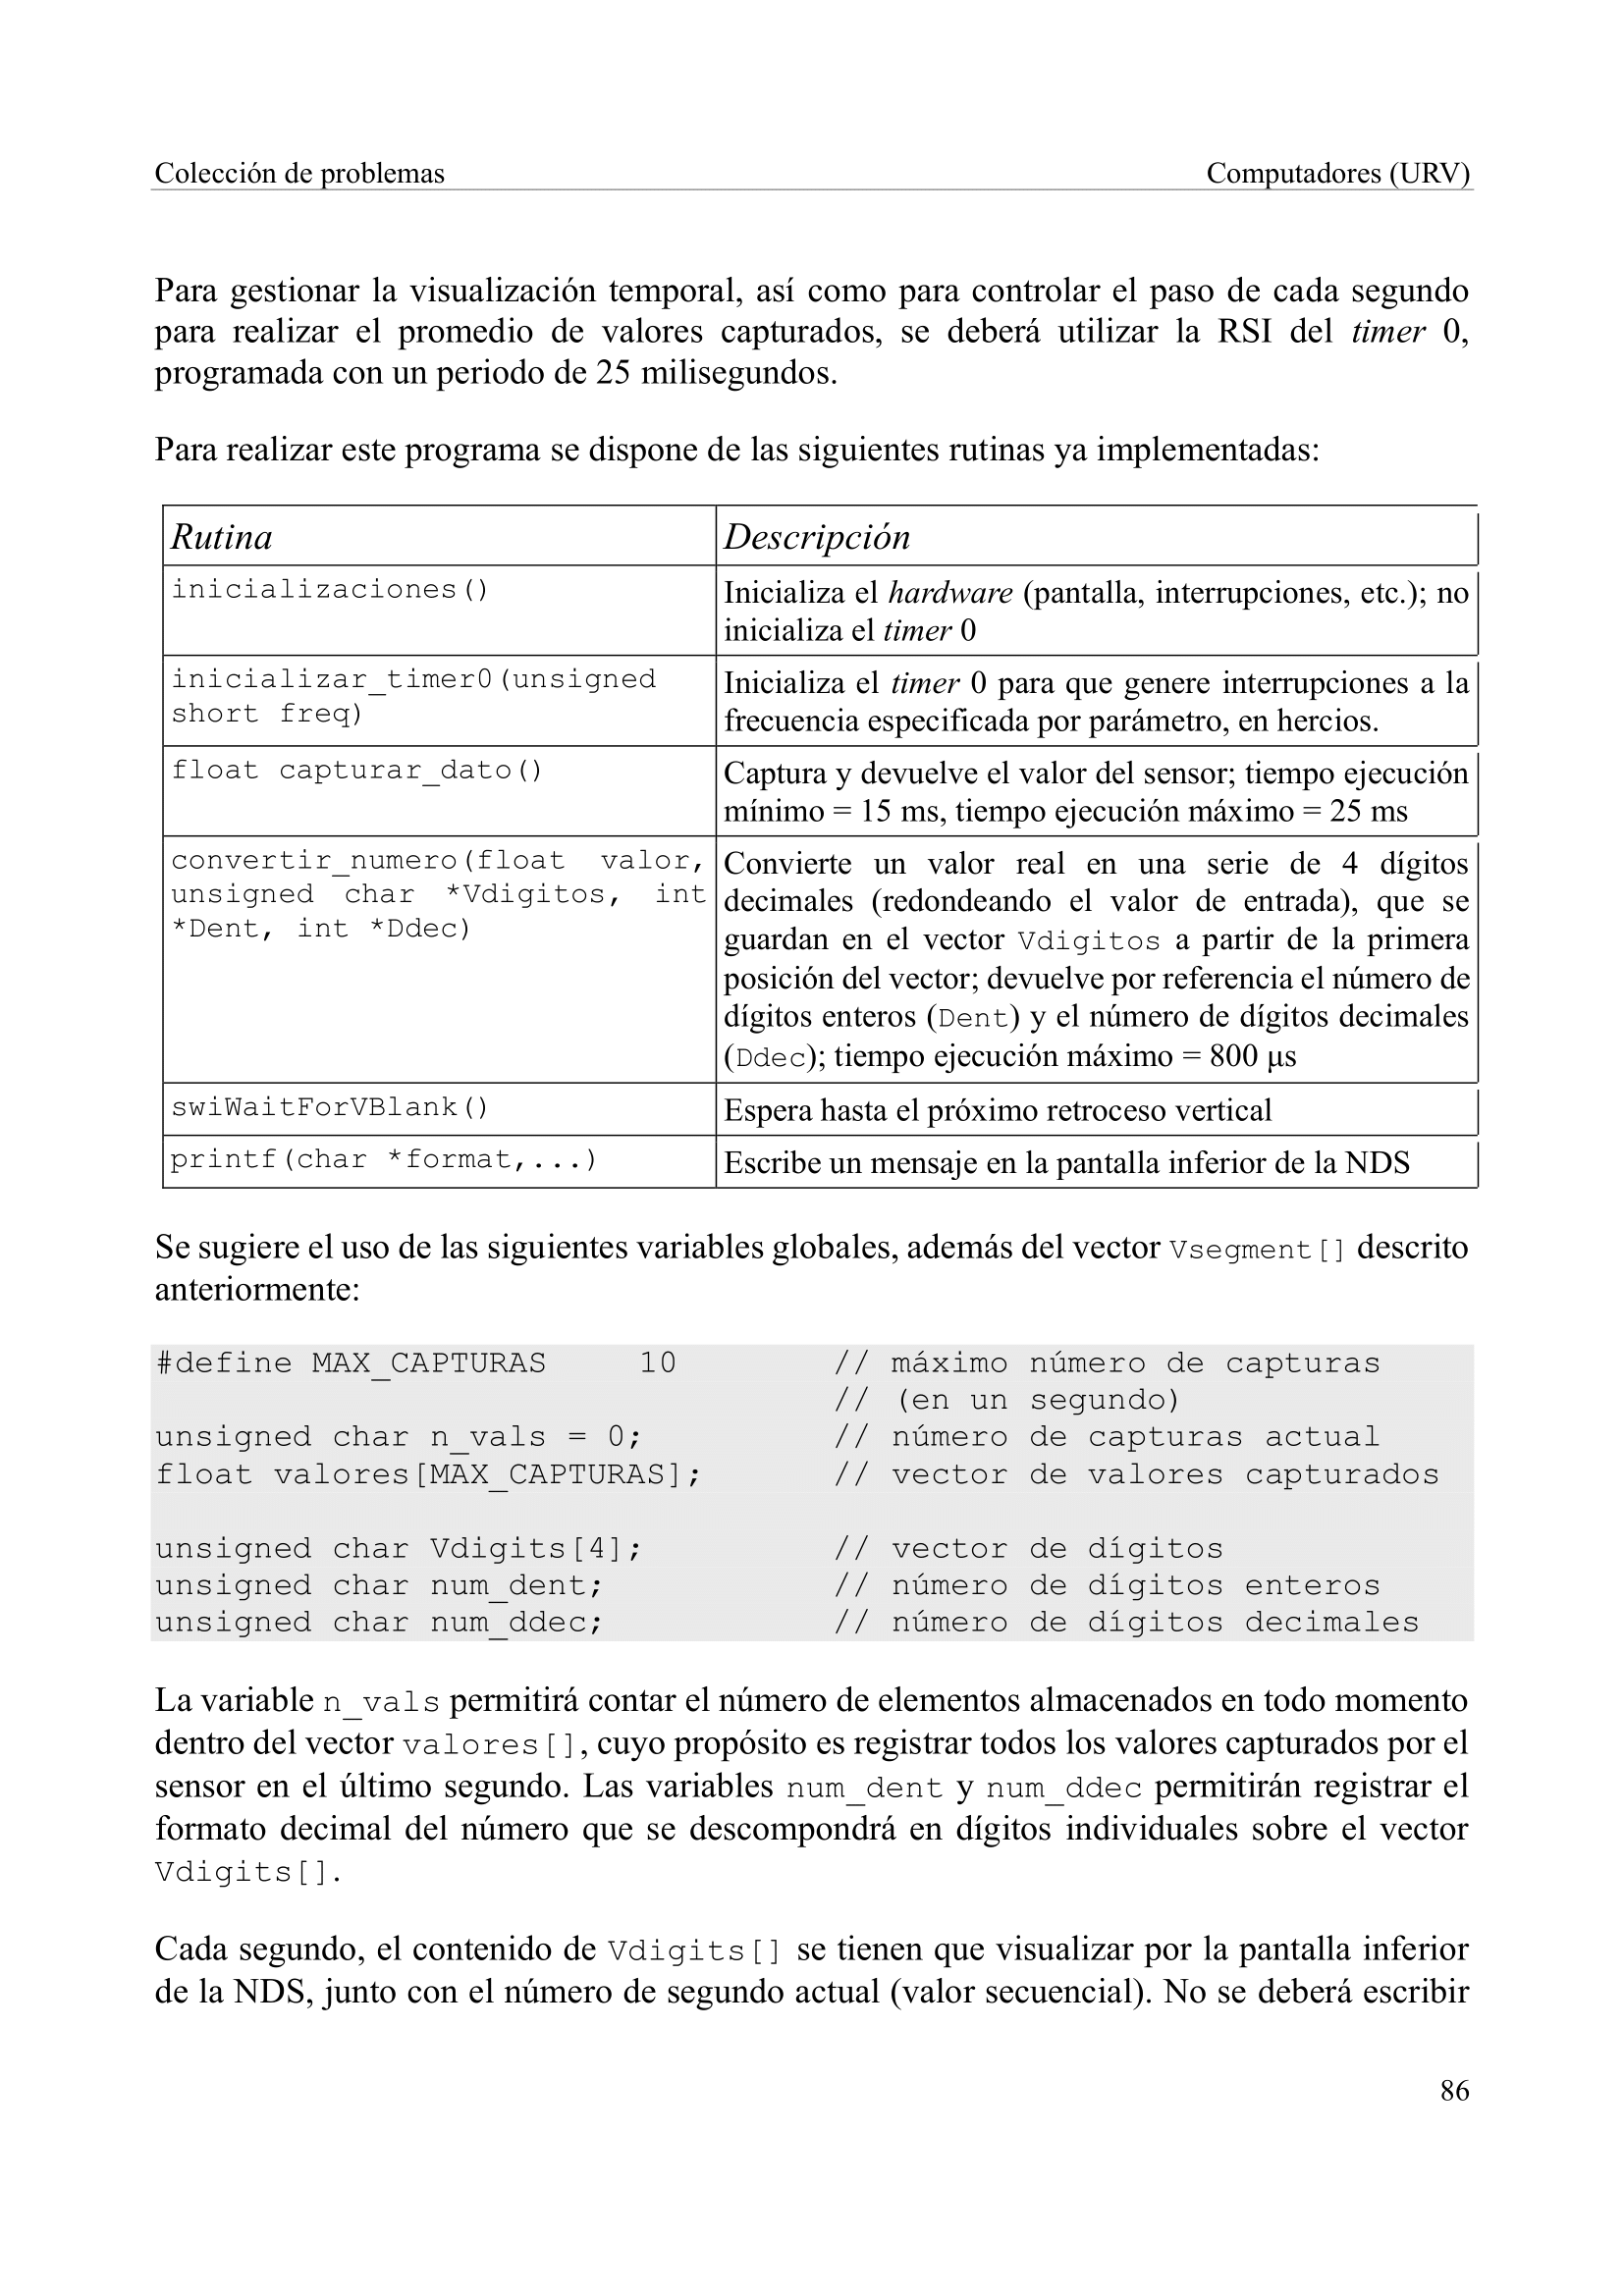 Colección de problemas
Computadores (URV)
Para gestionar la visualización temporal, así como para controlar el paso de cada segundo
para realizar el promedio de valores capturados, se deberá utilizar la RSI del timer 0,
programada con un periodo de 25 milisegundos.
Para realizar este programa se dispone de las siguientes rutinas ya implementadas:
Rutina
Descripción
inicializaciones()
Inicializa el hardware (pantalla, interrupciones, etc.); no
inicializa el timer 0
inicializar_timer0(unsigned
short freq)
Inicializa el timer 0 para que genere interrupciones a la
frecuencia especificada por parámetro, en hercios.
float capturar_dato()
Captura y devuelve el valor del sensor; tiempo ejecución
mínimo = 15 ms, tiempo ejecución máximo = 25 ms
convertir_numero(float valor,
unsigned char *Vdigitos, int
*Dent, int *Ddec)
Convierte un valor real en una serie de 4 dígitos
decimales (redondeando el valor de entrada), que se
guardan en el vector Vdigitos a partir de la primera
posición del vector; devuelve por referencia el número de
dígitos enteros (Dent) y el número de dígitos decimales
(Ddec); tiempo ejecución máximo = 800 µs
swiWaitForVBlank()
Espera hasta el próximo retroceso vertical
printf(char *format,...)
Escribe un mensaje en la pantalla inferior de la NDS
Se sugiere el uso de las siguientes variables globales, además del vector Vsegment[] descrito
anteriormente:
#define MAX_CAPTURAS 10 // máximo número de capturas
// (en un segundo)
unsigned char n_vals = 0; // número de capturas actual
float valores[MAX_CAPTURAS]; // vector de valores capturados
unsigned char Vdigits[4]; // vector de dígitos
unsigned char num_dent; // número de dígitos enteros
unsigned char num_ddec; // número de dígitos decimales
La variable n_vals permitirá contar el número de elementos almacenados en todo momento
dentro del vector valores[], cuyo propósito es registrar todos los valores capturados por el
sensor en el último segundo. Las variables num_dent y num_ddec permitirán registrar el
formato decimal del número que se descompondrá en dígitos individuales sobre el vector
Vdigits[].
Cada segundo, el contenido de Vdigits[] se tienen que visualizar por la pantalla inferior
de la NDS, junto con el número de segundo actual (valor secuencial). No se deberá escribir
86